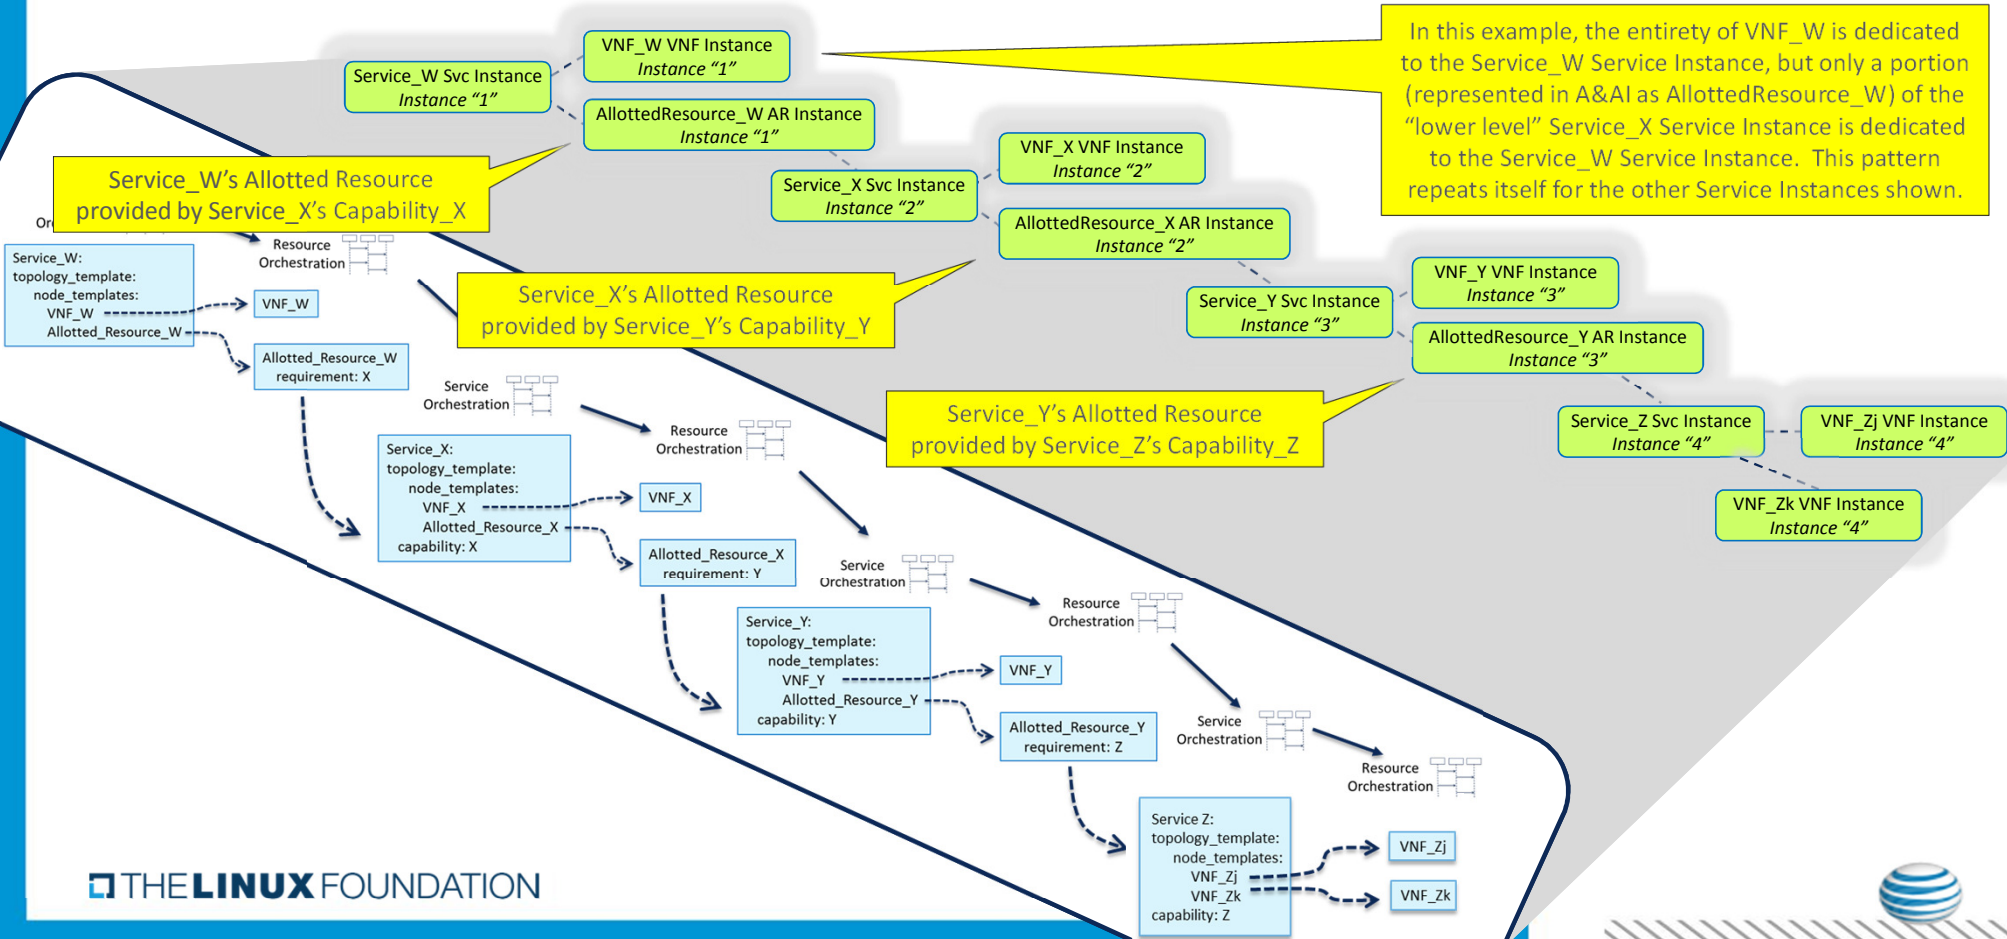 VNF_W VNF Instance
Instance “1”
Service_W Svc Instance
Instance “1”
AllottedResource_W AR Instance
Instance “1”
In this example, the entirety of VNF_W is dedicated
to the Service_W Service Instance, but only a portion
(represented in A&AI as AllottedResource_W) of the
“lower level” Service_X Service Instance is dedicated
to the Service_W Service Instance.  This pattern
repeats itself for the other Service Instances shown.
VNF_X VNF Instance
Instance “2”
Service_X Svc Instance
Instance “2”
AllottedResource_X AR Instance
Instance “2”
VNF_Y VNF Instance
Instance “3”
Service_Y Svc Instance
Instance “3”
AllottedResource_Y AR Instance
Instance “3”
Service_Z Svc Instance
Instance “4”
VNF_Zj VNF Instance
Instance “4”
VNF_Zk VNF Instance
Instance “4”
Service_W’s Allotted Resource
provided by Service_X’s Capability_X
Service_X’s Allotted Resource
provided by Service_Y’s Capability_Y
Service_Y’s Allotted Resource
provided by Service_Z’s Capability_Z
Resource
Orchestration
Service_W:
topology_template:
node_templates:
VNF_W
Allotted_Resource_W
VNF_W
Allotted_Resource_W
requirement: X
Service
Orchestration
Resource
Orchestration
Service_X:
topology_template:
node_templates:
VNF_X
Allotted_Resource_X
capability: X
VNF_X
Allotted_Resource_X
requirement: Y
Service
Orchestration
Resource
Orchestration
Service_Y:
topology_template:
node_templates:
VNF_Y
Allotted_Resource_Y
capability: Y
VNF_Y
Allotted_Resource_Y
requirement: Z
Service
Orchestration
Resource
Orchestration
Service Z:
topology_template:
node_templates:
VNF_Zj
VNF_Zk
capability: Z
VNF_Zj
VNF_Zk
THE LINUX FOUNDATION